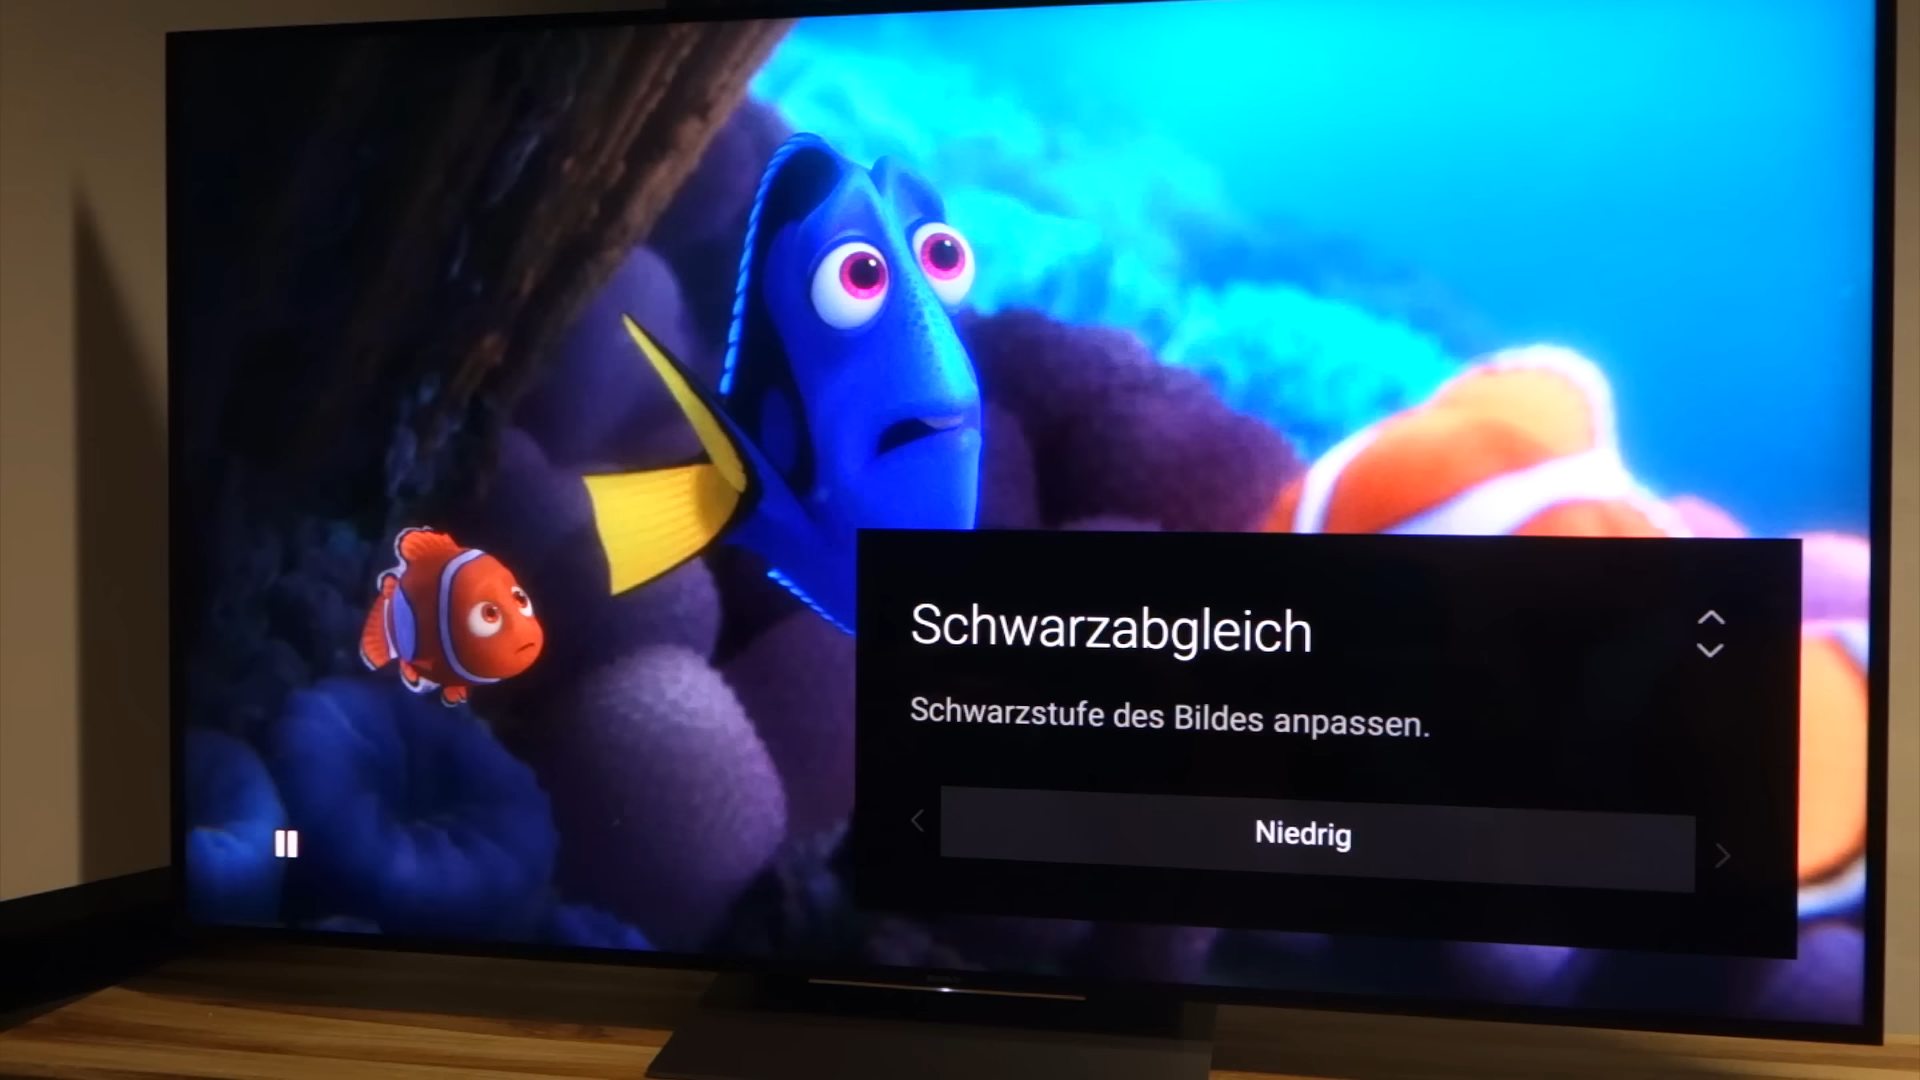 Schwarzabgleich
Schwarzstufe des Bildes anpassen.
Niedrig